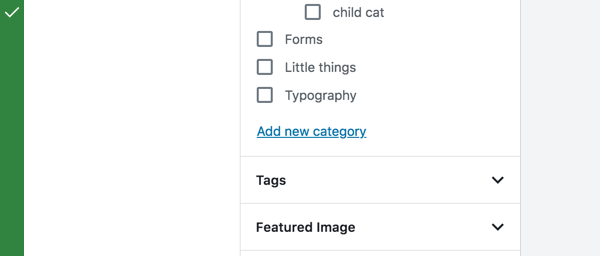 child cat
Forms
Little things
Typography
Add new category
Tags
Featured Image